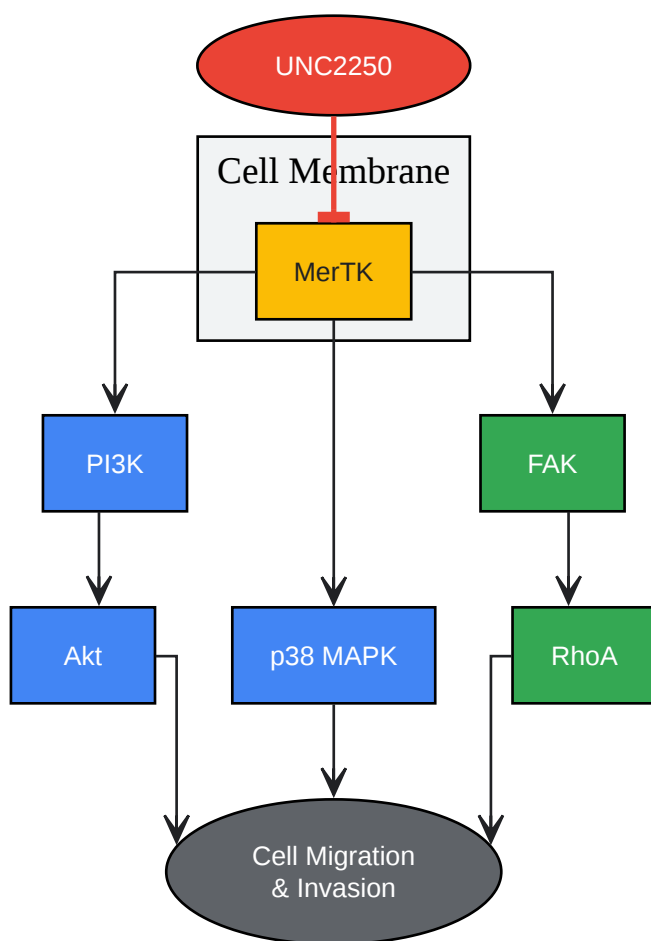 UNC2250
Cell Membrane
MerTK
PI3K
FAK
Akt
p38 MAPK
RhoA
Cell Migration
& Invasion